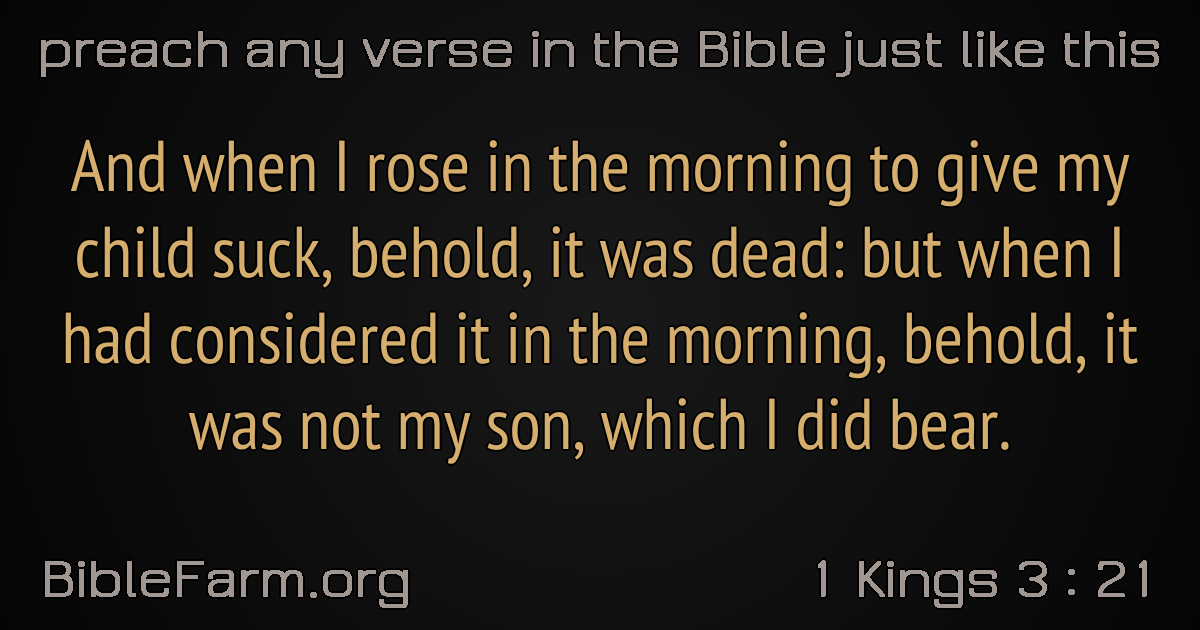 preach any verse in the Bible just like this
And when I rose in the morning to give my
child suck, behold, it was dead: but when I
had considered it in the morning, behold, it
was not my son, which I did bear.
BibleFarm.org
1 Kings 3 : 21